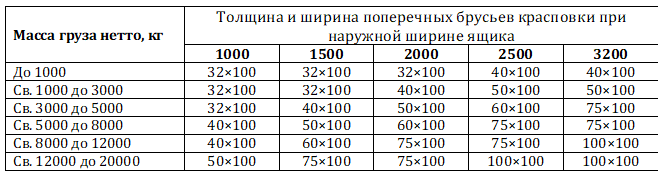 Масса груза нетто, кг
Толщина и ширина поперечных брусьев красповки при
наружной ширине ящика
1000 1500 2000 2500 3200
До 1000 32×100 32×100 32×100 40×100 40×100
Св. 1000 до 3000 32×100 32×100 40×100 50×100 50×100
Св. 3000 до 5000 32×100 40×100 50×100 60×100 75×100
Св. 5000 до 8000 40×100 50×100 60×100 75×100 75×100
Св. 8000 до 12000 40×100 60×100 75×100 75×100 100×100
Св. 12000 до 20000 50×100 75×100 75×100 100×100 100×100